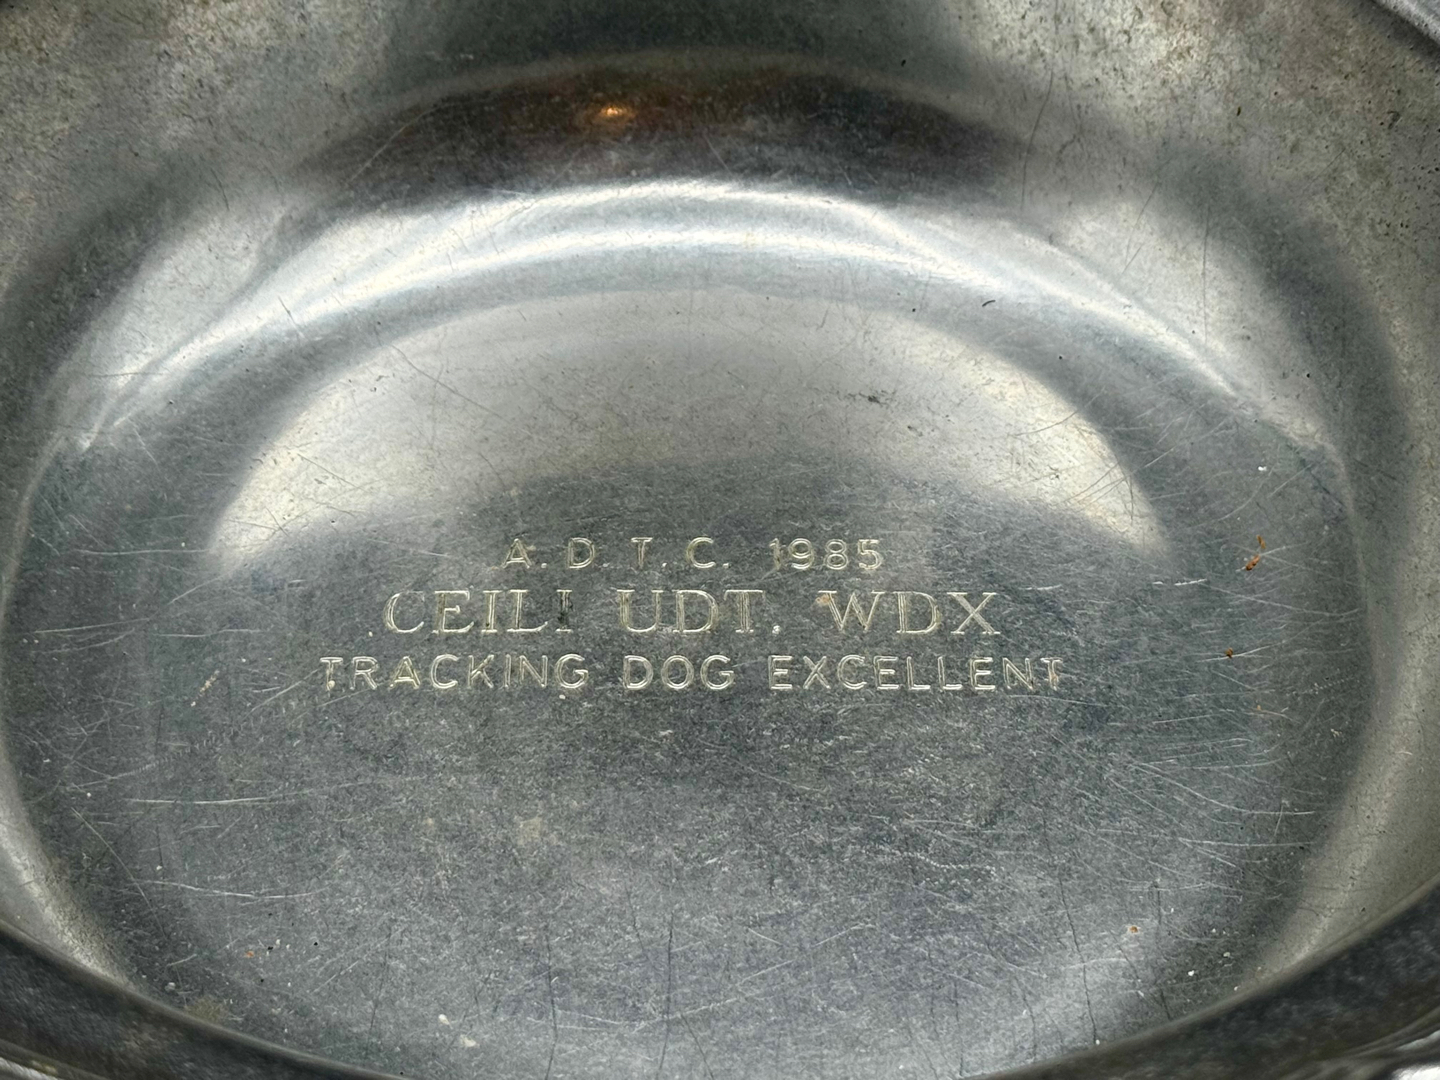 A.D.T.C. 1985
CEILI UDT. WDX
TRACKING DOG EXCELLENT